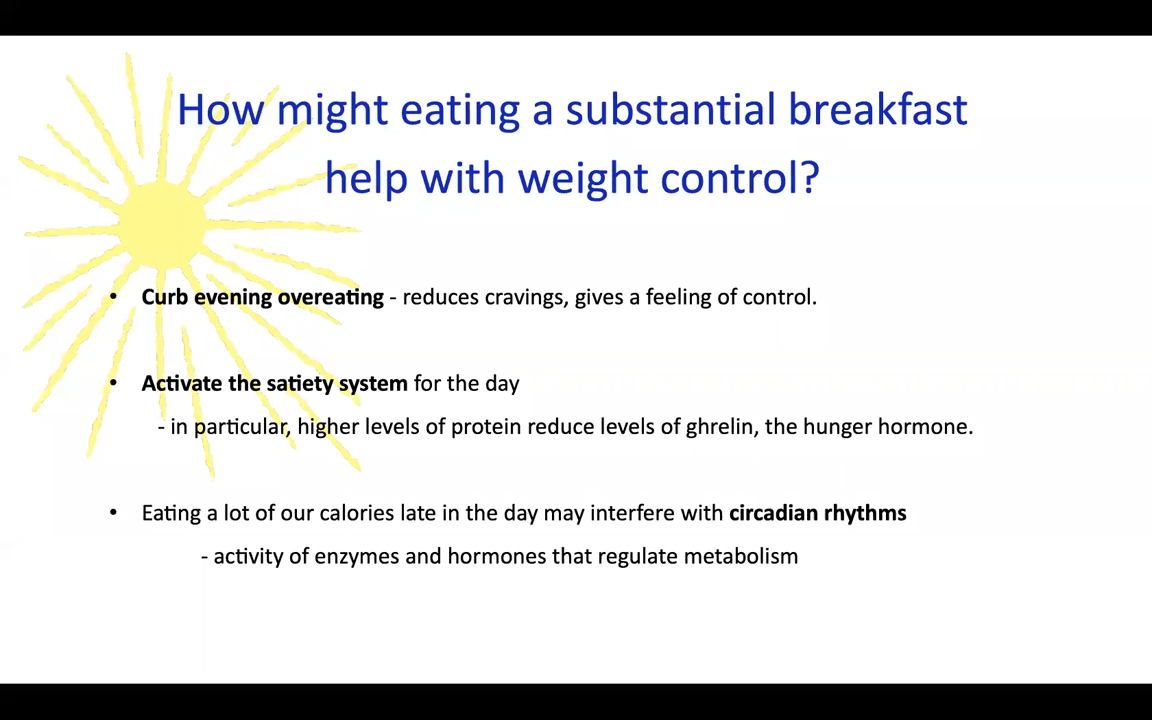 How might eating a substantial breakfast
help with weight control?
• Curb evening overeating - reduces cravings, gives a feeling of control.
• Activate the satiety system for the day
- in particular, higher levels of protein reduce levels of ghrelin, the hunger hormone.
• Eating a lot of our calories late in the day may interfere with circadian rhythms
- activity of enzymes and hormones that regulate metabolism